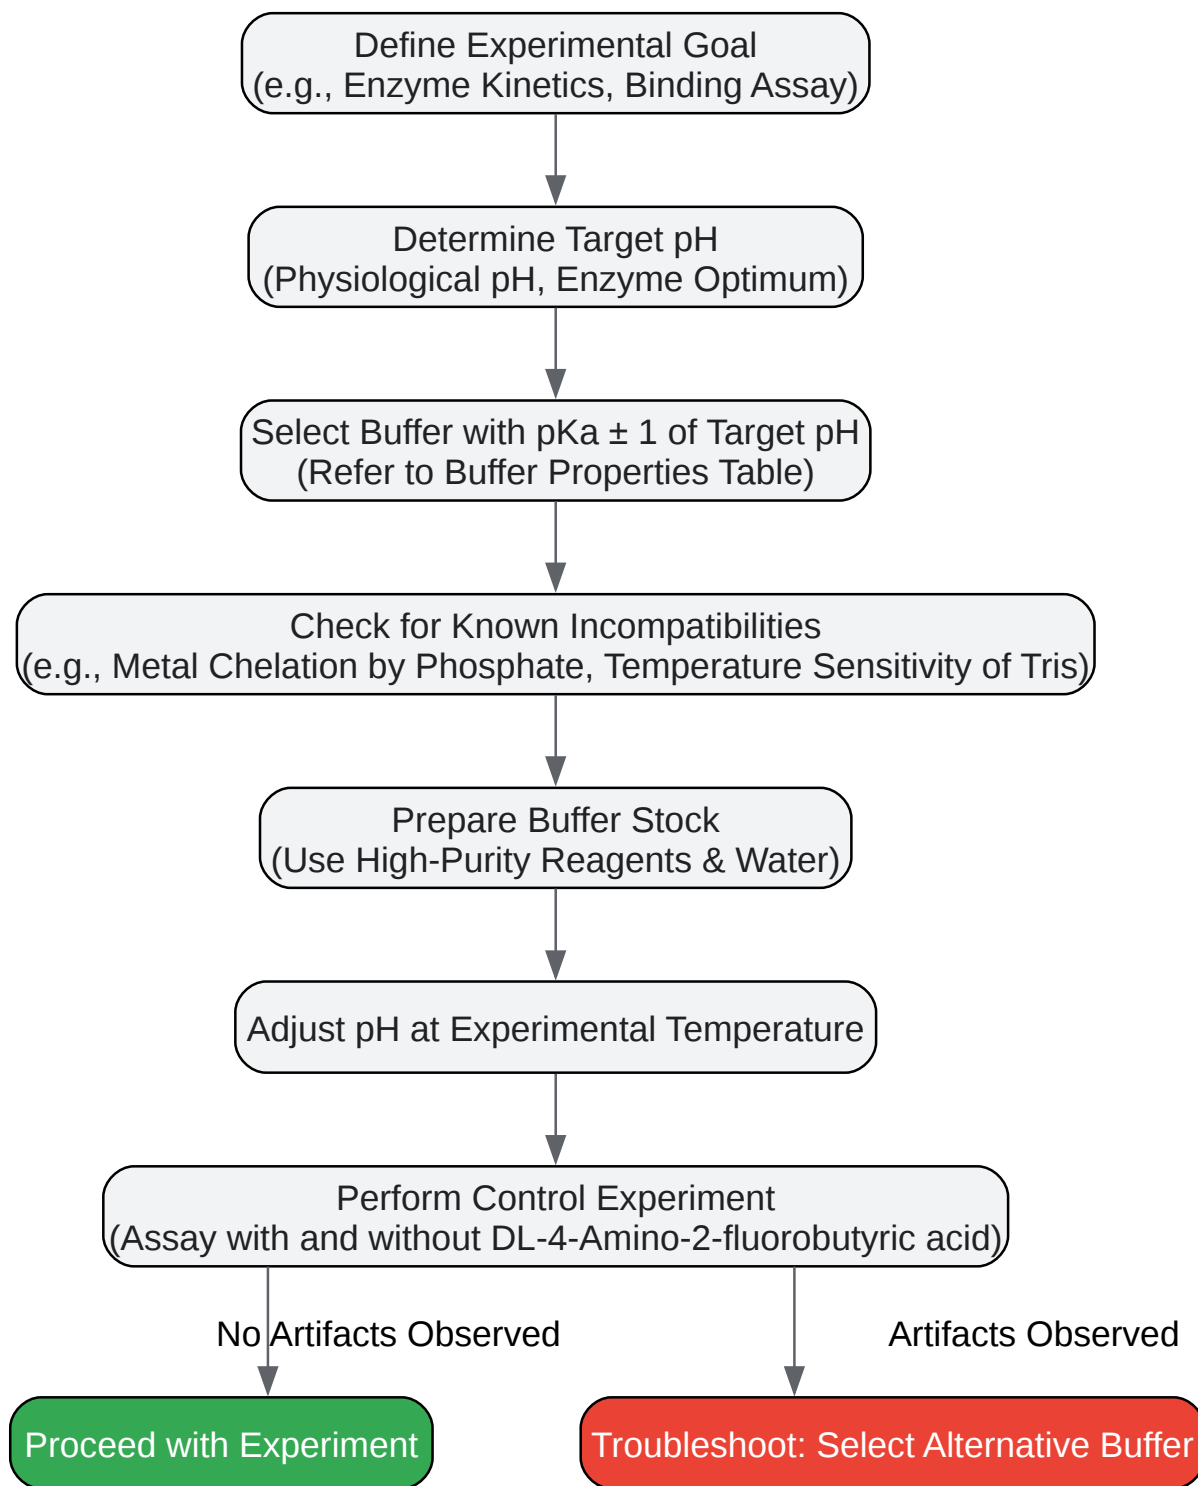 Define Experimental Goal
(e.g., Enzyme Kinetics, Binding Assay)
Determine Target pH
(Physiological pH, Enzyme Optimum)
Select Buffer with pKa ± 1 of Target pH
(Refer to Buffer Properties Table)
Check for Known Incompatibilities
(e.g., Metal Chelation by Phosphate, Temperature Sensitivity of Tris)
Prepare Buffer Stock
(Use High-Purity Reagents & Water)
Adjust pH at Experimental Temperature
Perform Control Experiment
(Assay with and without DL-4-Amino-2-fluorobutyric acid)
No Artifacts Observed
Artifacts Observed
Proceed with Experiment
Troubleshoot: Select Alternative Buffer